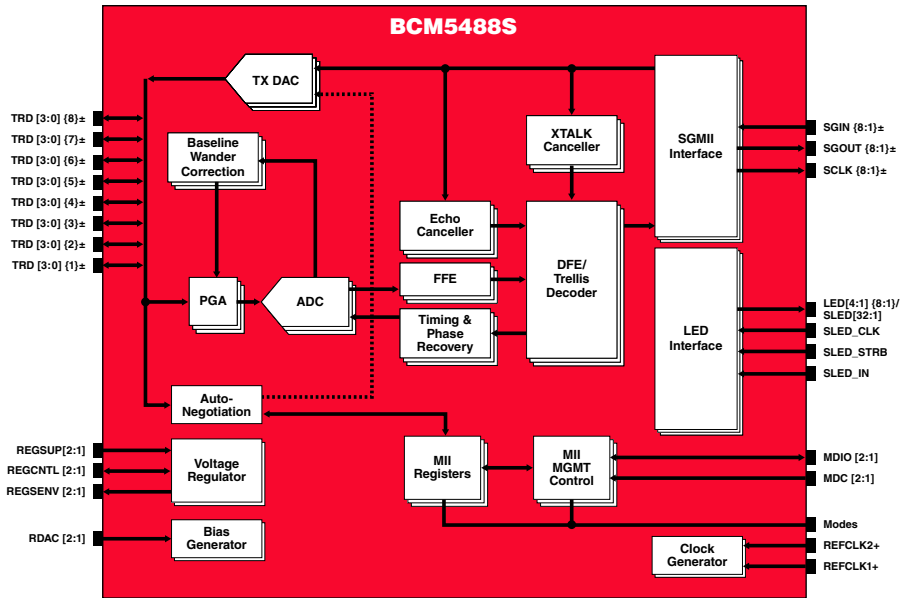 BCM5488S
TX DAC
TRD [3:0] {8}±
TRD [3:0] {7}±
TRD [3:0] {6}±
TRD [3:0] {5}±
TRD [3:0] {4}±
TRD [3:0] {3}±
TRD [3:0] {2}±
TRD [3:0] {1}±
Baseline
Wander
Correction
XTALK
Canceller
SGMII
Interface
SGIN {8:1}±
SGOUT {8:1}±
SCLK {8:1}±
Echo
Canceller
FFE
Timing &
Phase
Recovery
DFE/
Trellis
Decoder
PGA
ADC
LED
Interface
LED[4:1] {8:1}/
SLED[32:1]
SLED_CLK
SLED_STRB
SLED_IN
Auto-
Negotiation
REGSUP[2:1]
REGCNTL [2:1]
REGSENV [2:1]
Voltage
Regulator
MII
Registers
MII
MGMT
Control
MDIO [2:1]
MDC [2:1]
RDAC [2:1]
Bias
Generator
Modes
Clock
Generator
REFCLK2+
REFCLK1+